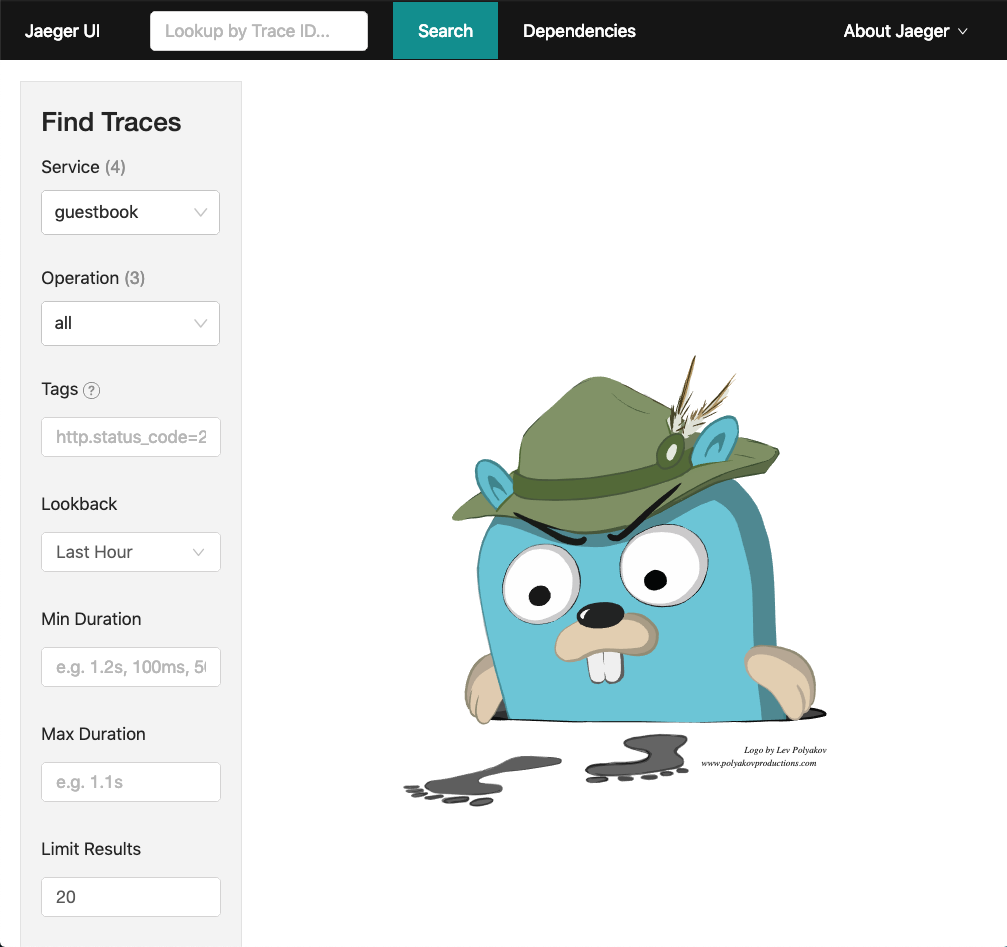 Jaeger UI
Lookup by Trace ID...
Search
Dependencies
About Jaeger
Find Traces
Service (4)
guestbook
Operation (3)
all
Tags ?
http.status_code=2
Lookback
Last Hour
Min Duration
e.g. 1.2s, 100ms, 50
Max Duration
e.g. 1.1s
Limit Results
20
Logo by Lev Polyakov
www.polyakovproductions.com